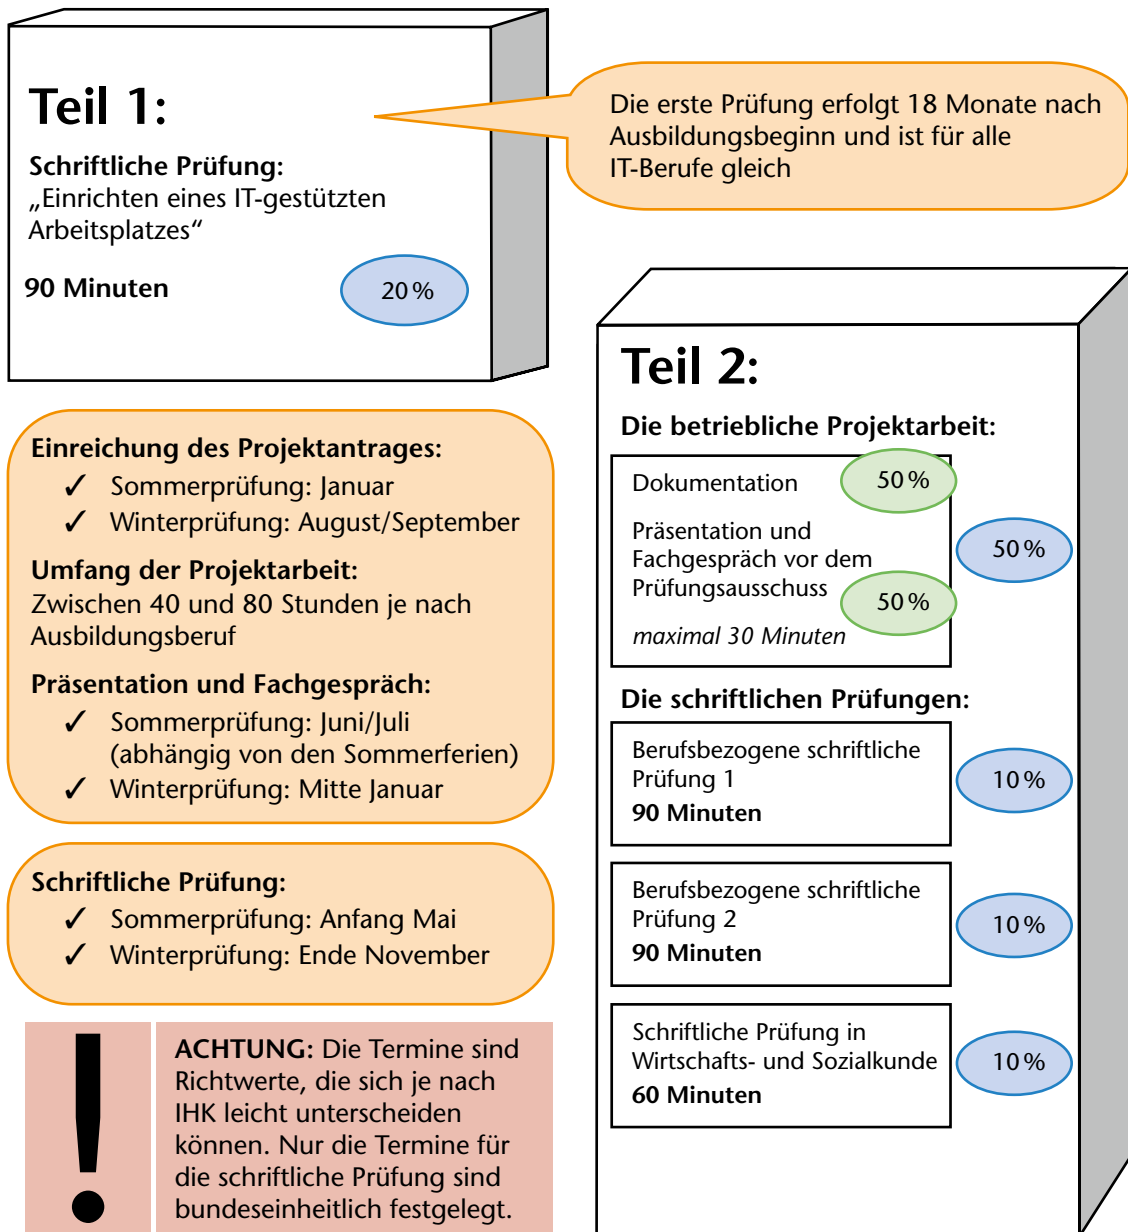 Teil 1:
Schriftliche Prüfung:
„Einrichten eines IT-gestützten
Arbeitsplatzes“
90 Minuten
20 %
Die erste Prüfung erfolgt 18 Monate nach
Ausbildungsbeginn und ist für alle
IT-Berufe gleich
Einreichung des Projektantrages:
✓ Sommerprüfung: Januar
✓ Winterprüfung: August/September
Umfang der Projektarbeit:
Zwischen 40 und 80 Stunden je nach
Ausbildungsberuf
Präsentation und Fachgespräch:
✓ Sommerprüfung: Juni/Juli
(abhängig von den Sommerferien)
✓ Winterprüfung: Mitte Januar
Schriftliche Prüfung:
✓ Sommerprüfung: Anfang Mai
✓ Winterprüfung: Ende November
!
ACHTUNG: Die Termine sind
Richtwerte, die sich je nach
IHK leicht unterscheiden
können. Nur die Termine für
die schriftliche Prüfung sind
bundeseinheitlich festgelegt.
Teil 2:
Die betriebliche Projektarbeit:
Dokumentation
50 %
Präsentation und
Fachgespräch vor dem
Prüfungsausschuss
50 %
maximal 30 Minuten
50 %
Die schriftlichen Prüfungen:
Berufsbezogene schriftliche
Prüfung 1
90 Minuten
10 %
Berufsbezogene schriftliche
Prüfung 2
90 Minuten
10 %
Schriftliche Prüfung in
Wirtschafts- und Sozialkunde
60 Minuten
10 %